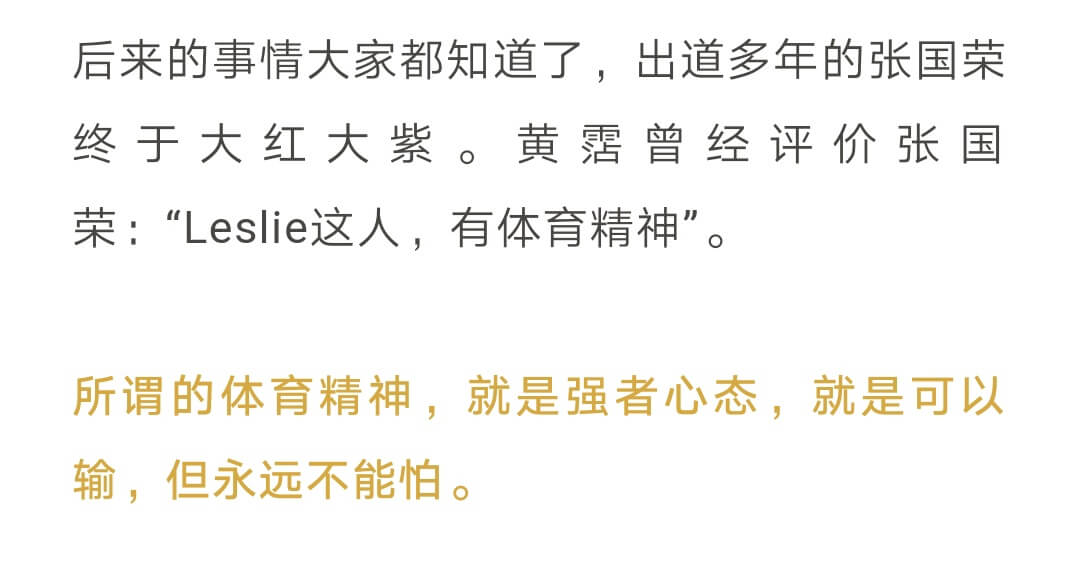 后来的事情大家都知道了，出道多年的张国荣
终于大红大紫。黄霑曾经评价张国
荣：“Leslie这人，有体育精神”。
所谓的体育精神，就是强者心态，就是可以
输，但永远不能怕。